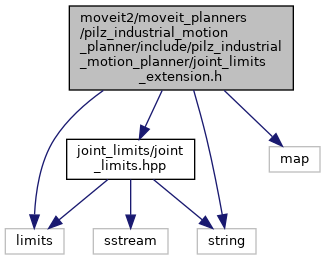 moveit2/moveit_planners
/pilz_industrial_motion
_planner/include/pilz_industrial
_motion_planner/joint_limits
_extension.h
joint_limits/joint
_limits.hpp
map
limits
sstream
string